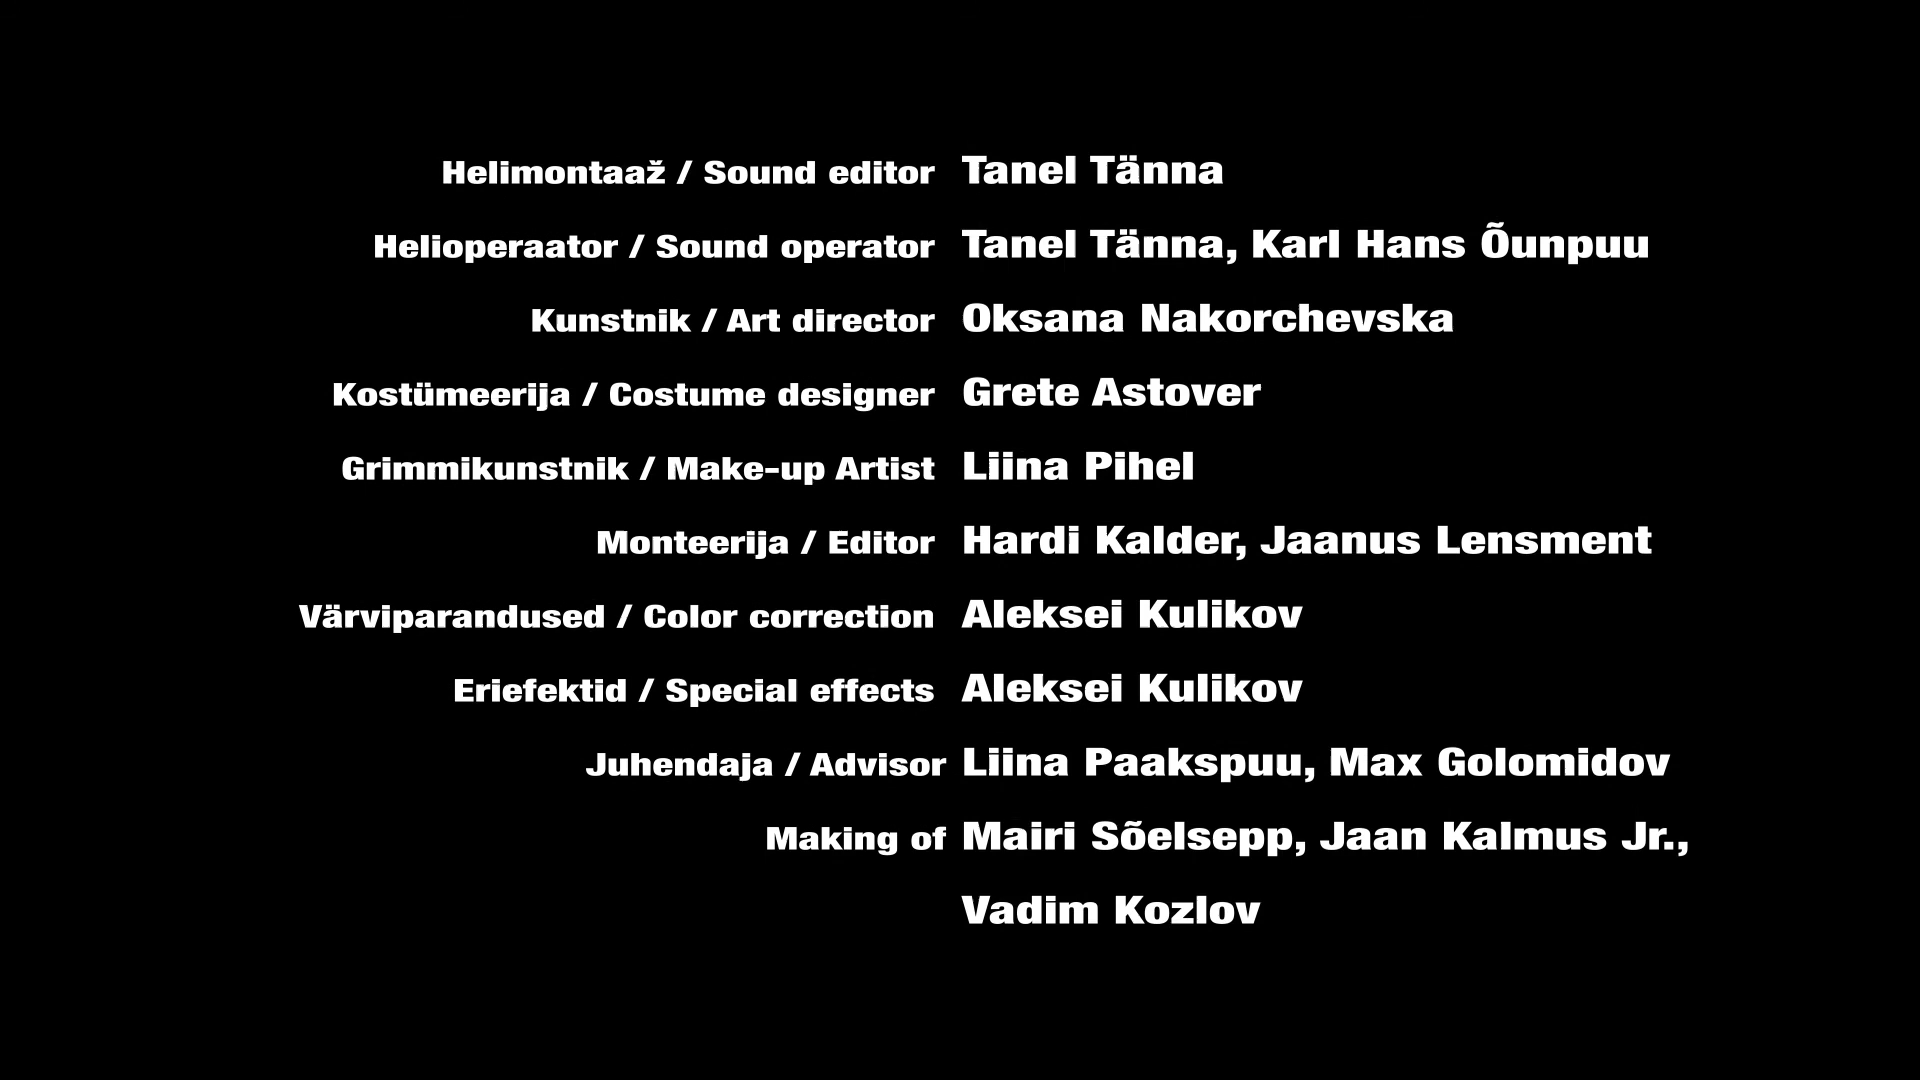 Helimontaaž / Sound editor Tanel Tänna
Helioperaator / Sound operator Tanel Tänna, Karl Hans Õunpuu
Kunstnik / Art director Oksana Nakorchevska
Kostümeerija / Costume designer Grete Astover
Grimmikunstnik / Make-up Artist Liina Pihel
Monteerija / Editor Hardi Kalder, Jaanus Lensment
Värviparandused / Color correction Aleksei Kulikov
Eriefektid / Special effects Aleksei Kulikov
Juhendaja / Advisor Liina Paakspuu, Max Golomidov
Making of Mairi Sõelsepp, Jaan Kalmus Jr.,
Vadim Kozlov